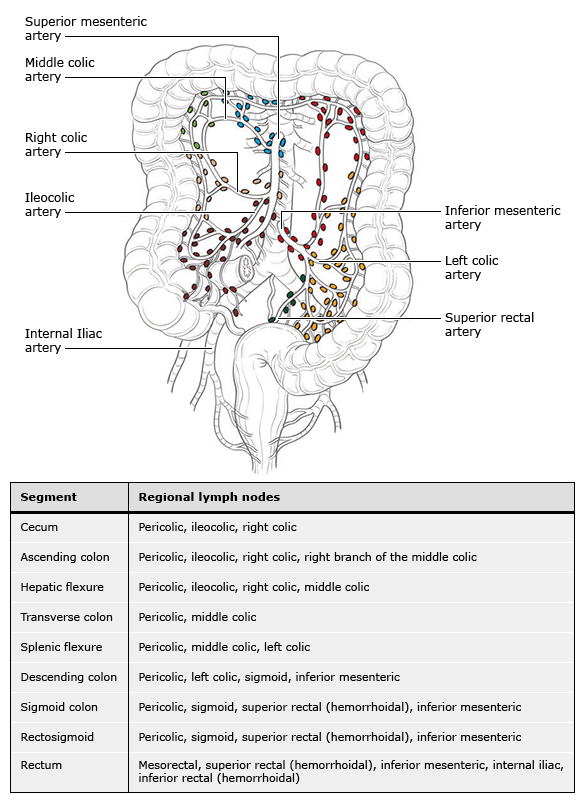 Superior mesenteric
artery
Middle colic
artery
Right colic
artery
Ileocolic
artery
Inferior mesenteric
artery
Left colic
artery
Superior rectal
artery
Internal Iliac
artery
Segment Regional lymph nodes
Cecum Pericolic, ileocolic, right colic
Ascending colon Pericolic, ileocolic, right colic, right branch of the middle colic
Hepatic flexure Pericolic, ileocolic, right colic, middle colic
Transverse colon Pericolic, middle colic
Splenic flexure Pericolic, middle colic, left colic
Descending colon Pericolic, left colic, sigmoid, inferior mesenteric
Sigmoid colon Pericolic, sigmoid, superior rectal (hemorrhoidal), inferior mesenteric
Rectosigmoid Pericolic, sigmoid, superior rectal (hemorrhoidal), inferior mesenteric
Rectum Mesorectal, superior rectal (hemorrhoidal), inferior mesenteric, internal iliac,
inferior rectal (hemorrhoidal)